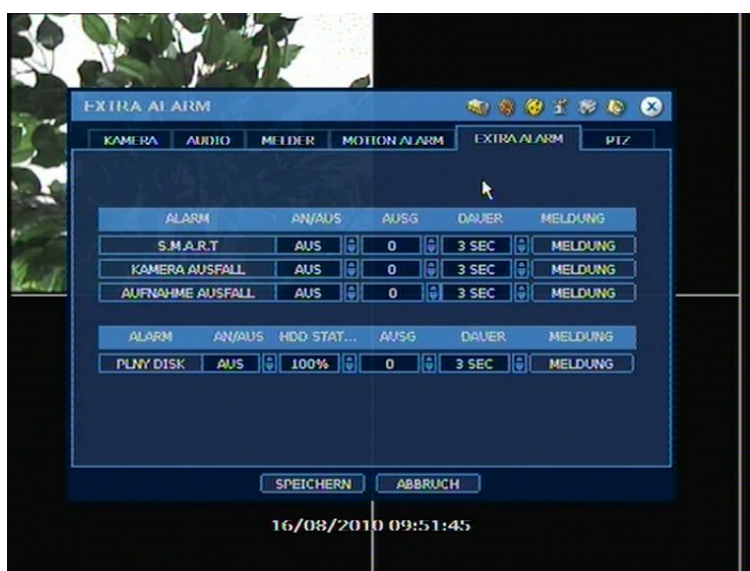 EXTRA ALARM
KAMERA AUDIO MELDER MOTION ALARM EXTRA ALARM PTZ
ALARM AN/AUS AUSG DAUER MELDUNG
S.M.A.R.T AUS 0 3 SEC MELDUNG
KAMERA AUSFALL AUS 0 3 SEC MELDUNG
AUFNAHME AUSFALL AUS 0 3 SEC MELDUNG
ALARM AN/AUS HDD STAT... AUSG DAUER MELDUNG
PLNY DISK AUS 100% 0 3 SEC MELDUNG
SPEICHERN ABBRUCH
16/08/2010 09:51:45